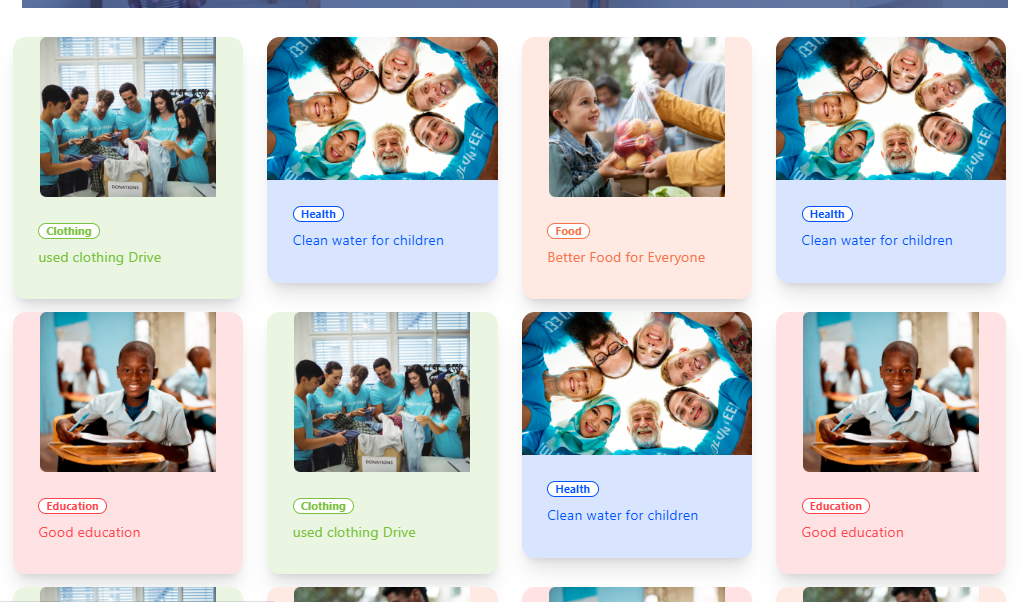 DONATIONS
Clothing
used clothing Drive
Health
Clean water for children
Food
Better Food for Everyone
Health
Clean water for children
Education
Good education
DONATIONS
Clothing
used clothing Drive
Health
Clean water for children
Education
Good education